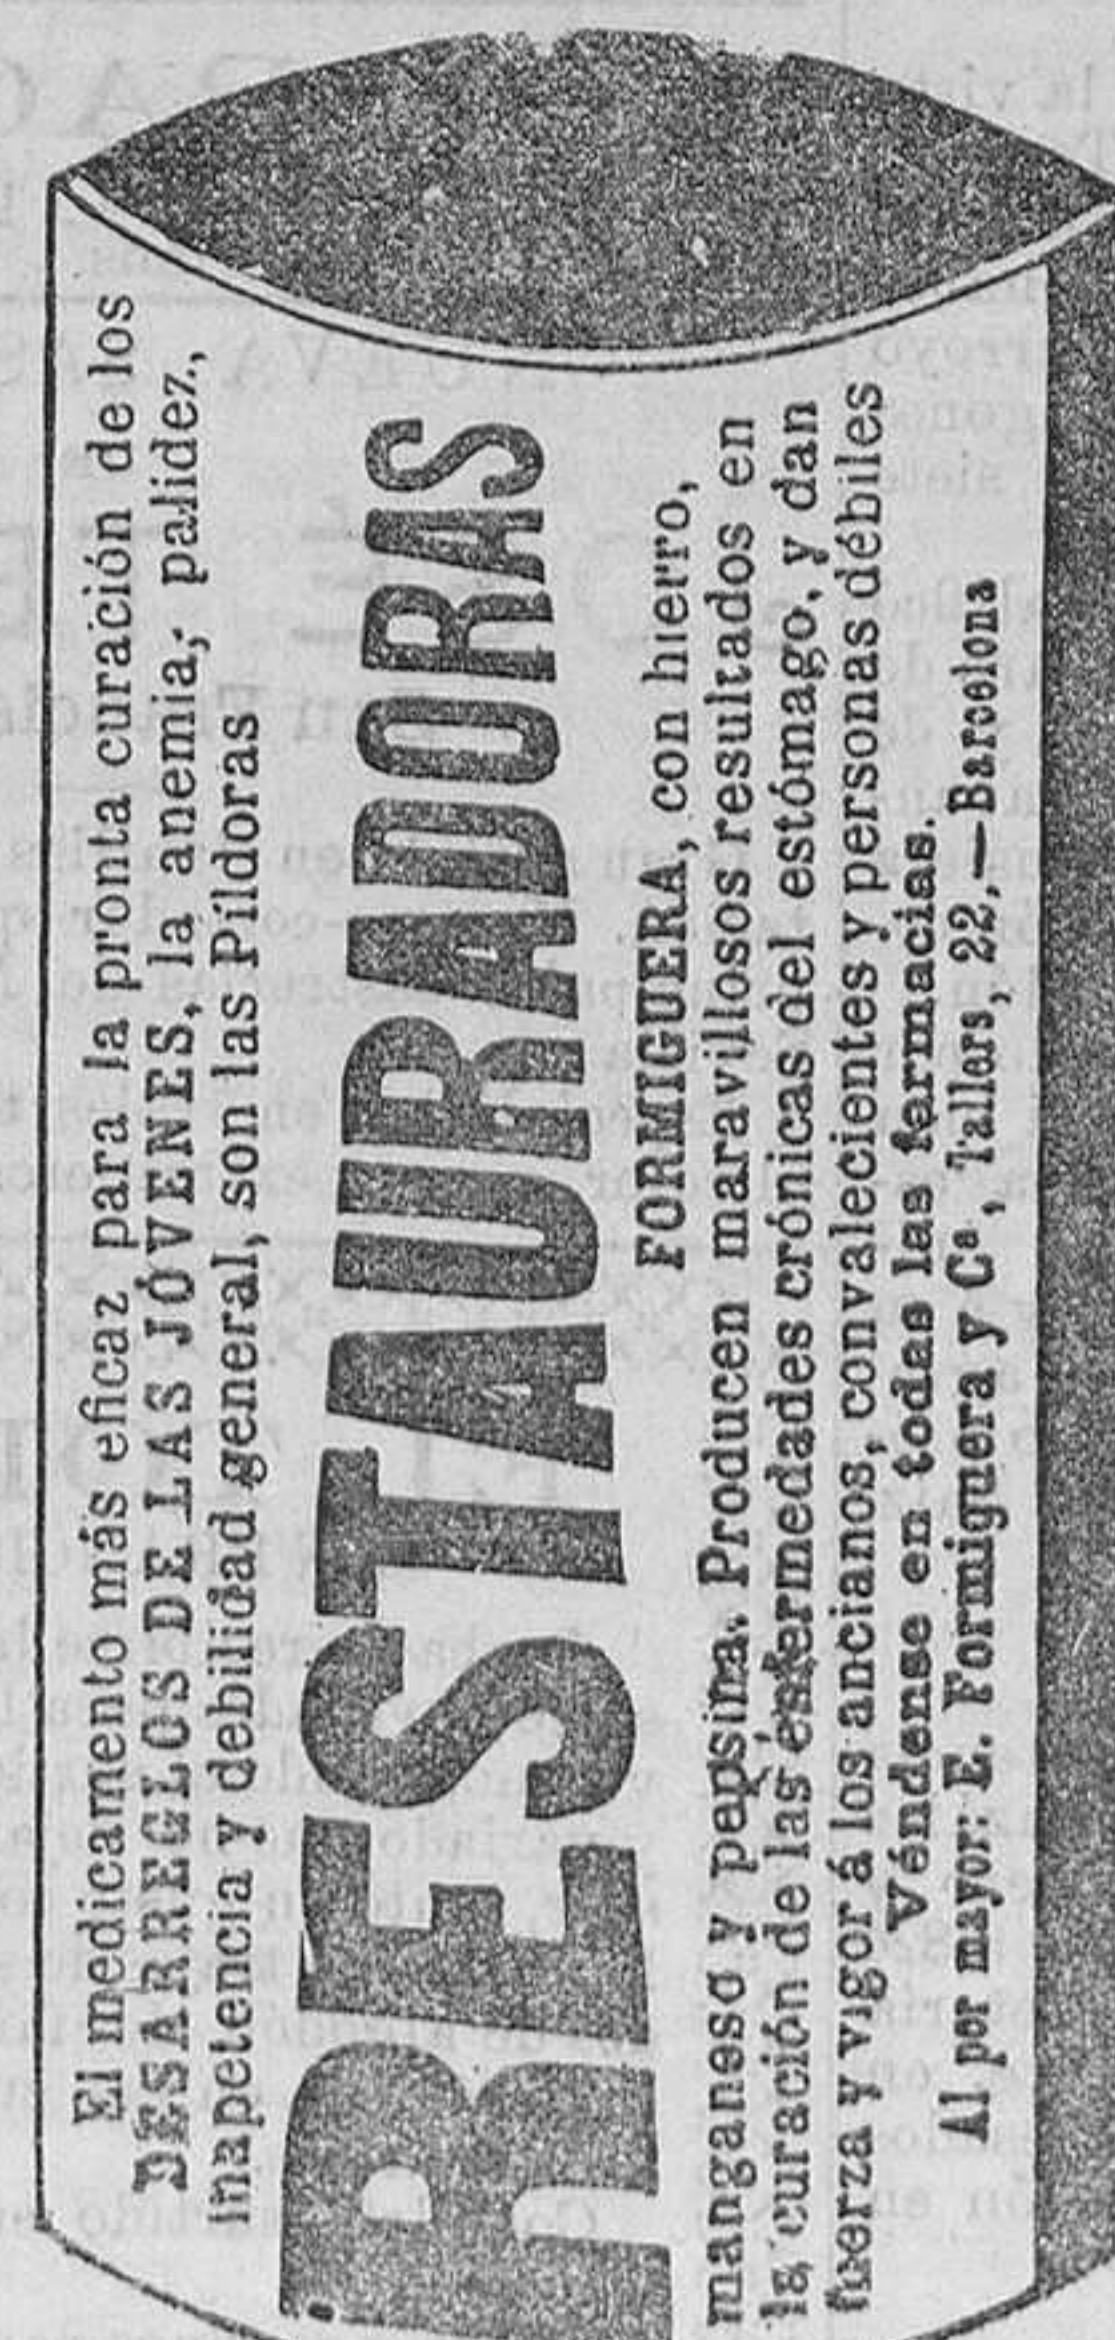 El medicamento más eficaz para la pronta curación de los
DESARREGLOS DE LAS JÓVENES, la anemia, palidez,
inapetencia y debilidad general, son las Píldoras
RESTAURADORAS
FORMIGUERA, con hierro,
manganeso y pepsina. Producen maravillosos resultados en
la curación de las enfermedades crónicas del estómago, y dan
fuerza y vigor á los ancianos, convalecientes y personas débiles
Véndense en todas las farmacias.
Al por mayor: E. Formiguera y Cª, Tallers, 22,—Barcelona